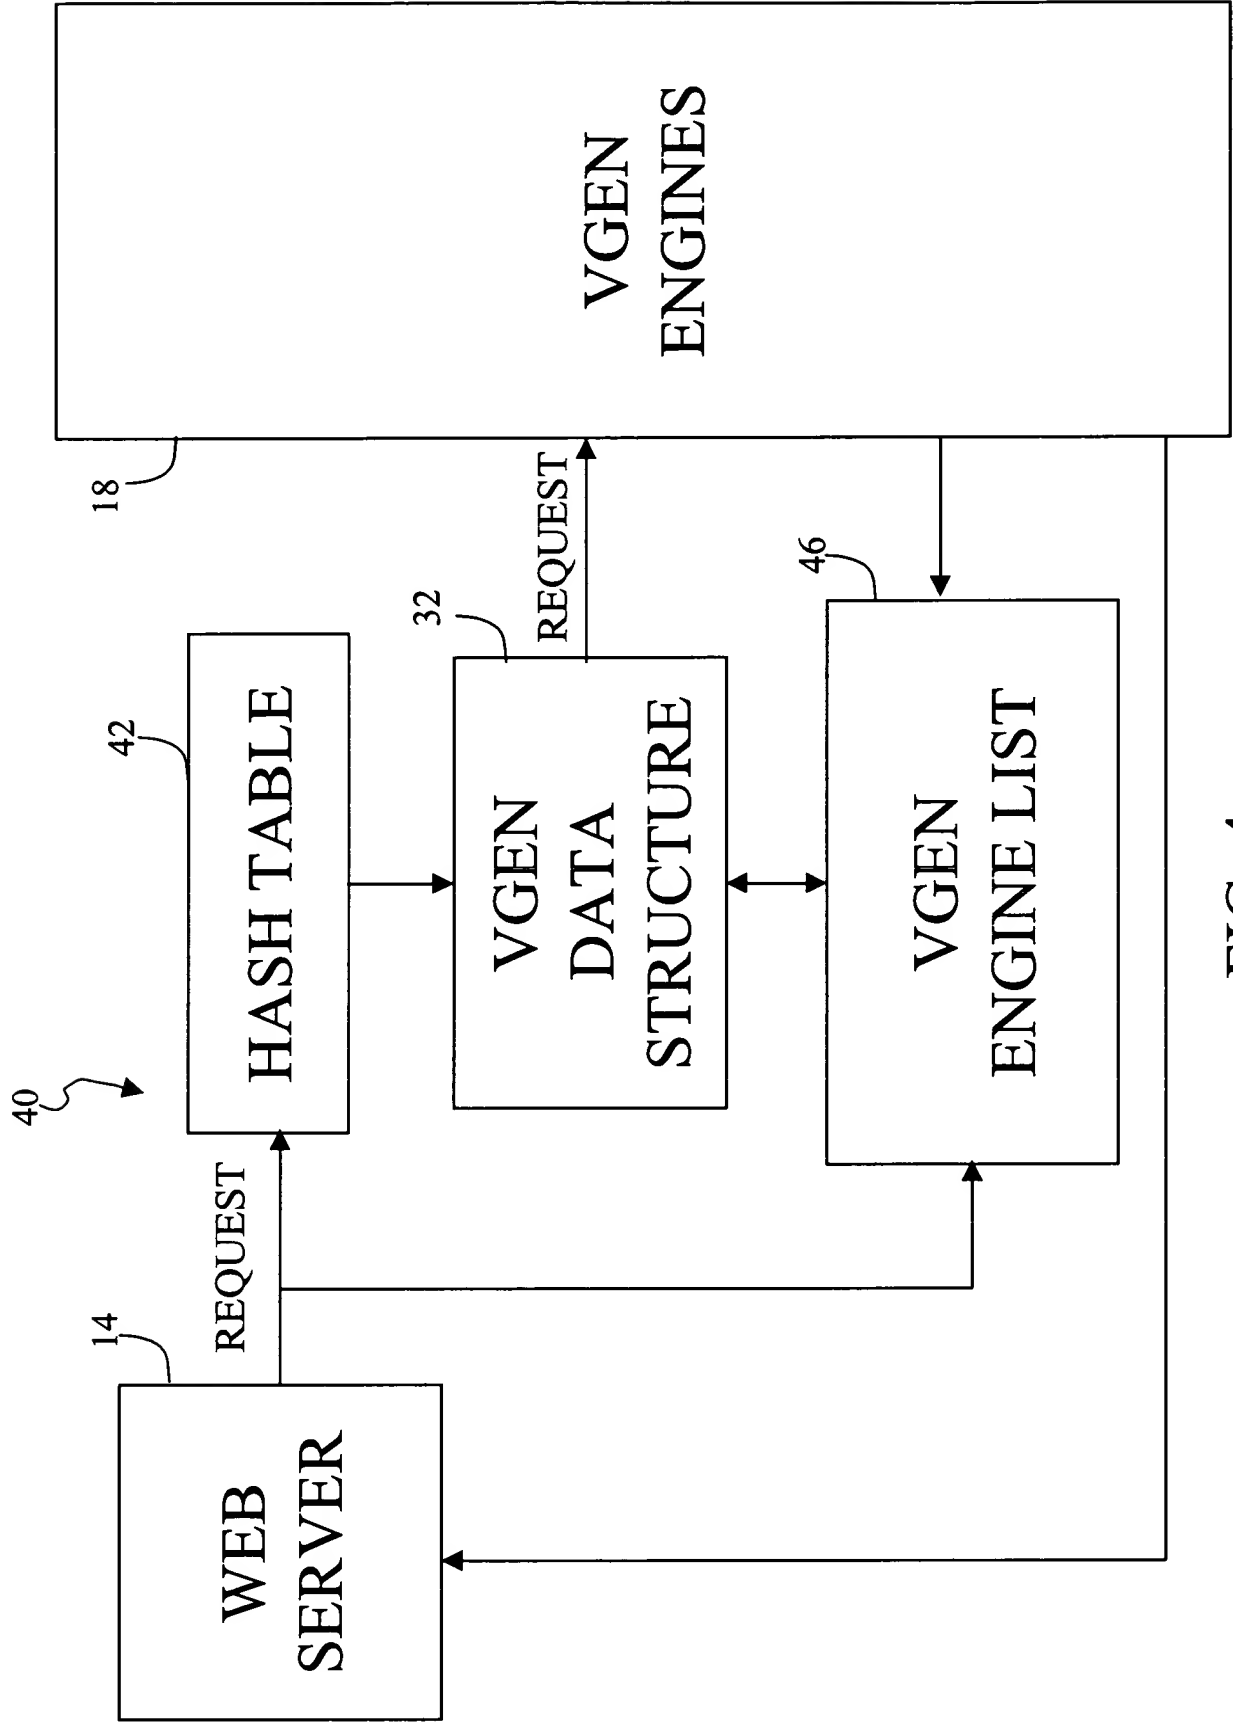 40
14
WEB
SERVER
REQUEST
42
HASH TABLE
32
VGEN
DATA
STRUCTURE
REQUEST
46
VGEN
ENGINE LIST
18
VGEN
ENGINES